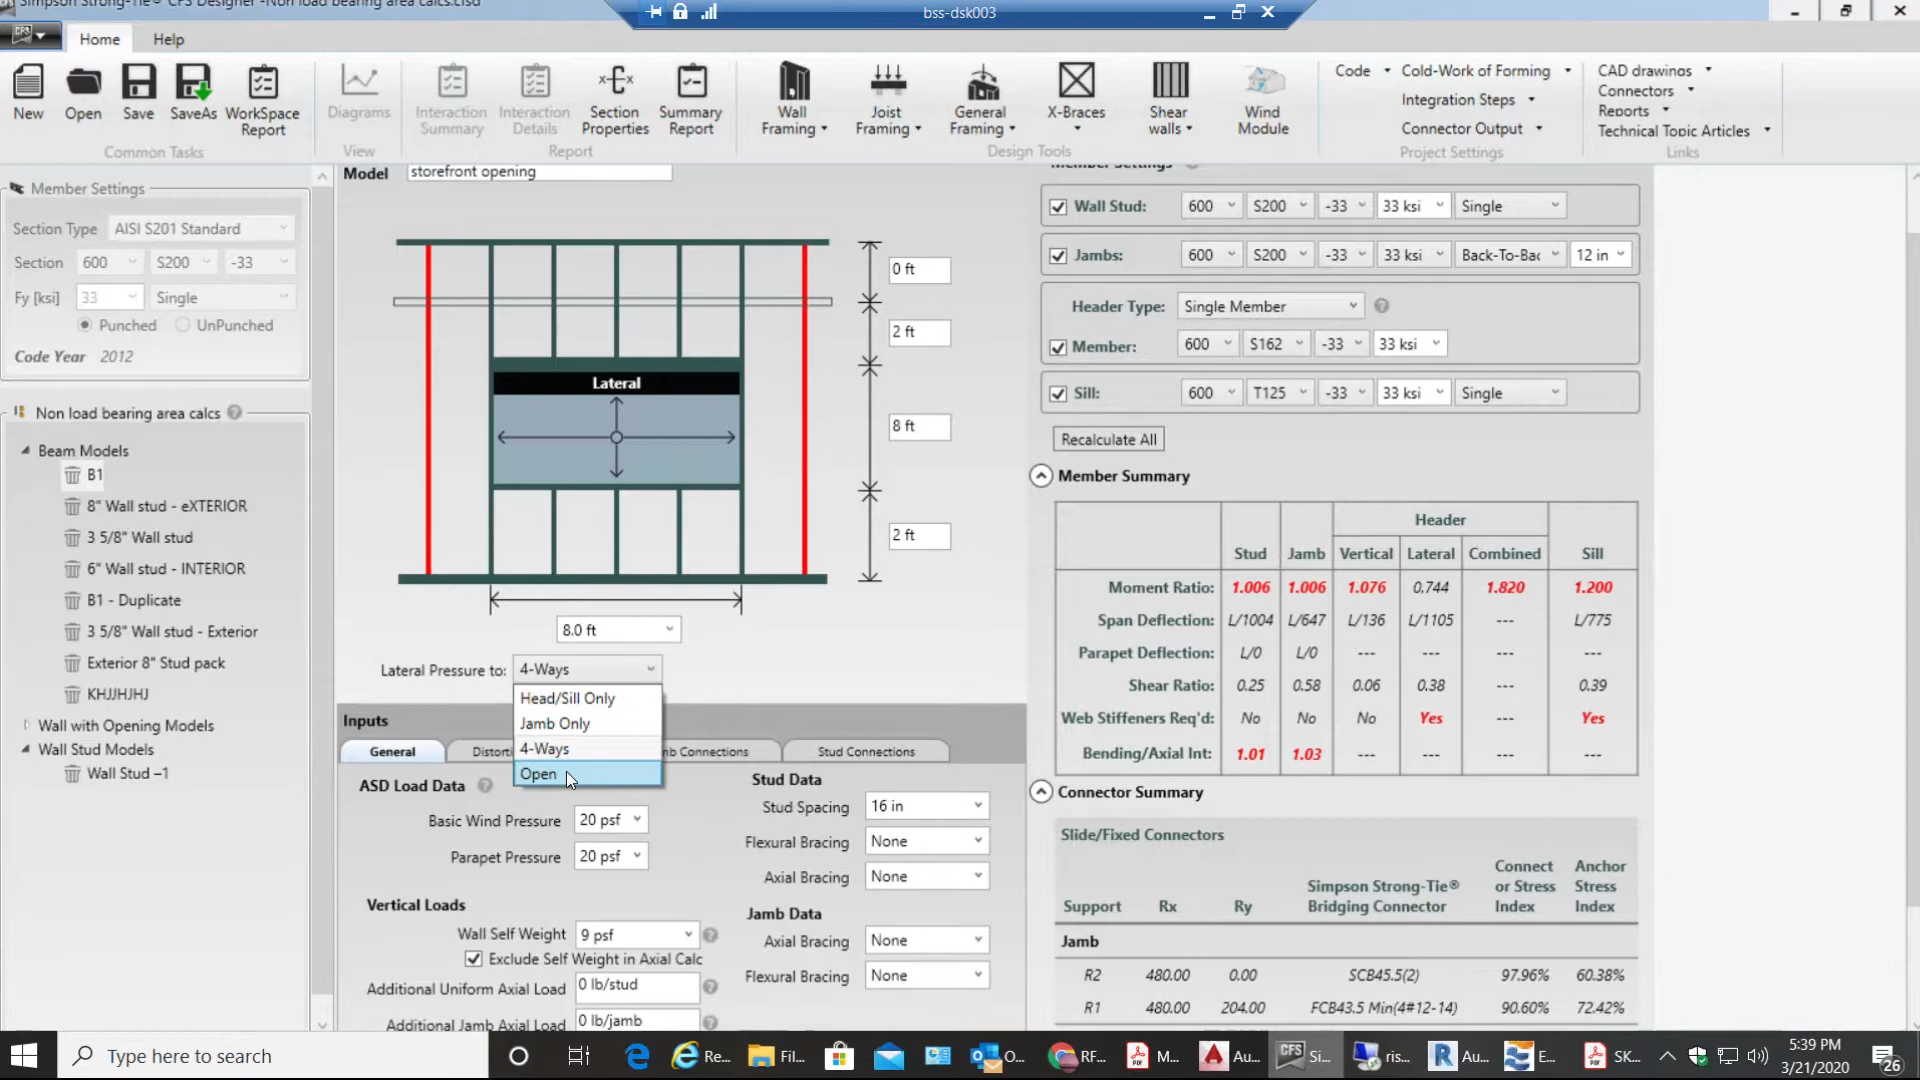 Simpson Strong-Tie® CFS Designer -Non load bearing area calcs.cfsd
bss-dsk003
Home
Help
New
Open
Save
SaveAs
WorkSpace Report
Common Tasks
Diagrams
View
Interaction Summary
Interaction Details
Section Properties
Summary Report
Report
Wall Framing
Joist Framing
General Framing
X-Braces
Shear walls
Wind Module
Design Tools
Code
Cold-Work of Forming
Integration Steps
Connector Output
Project Settings
CAD drawings
Connectors
Reports
Technical Topic Articles
Links
Member Settings
Section Type AISI S201 Standard
Section 600 S200 -33
Fy [ksi] 33 Single
Punched UnPunched
Code Year 2012
Non load bearing area calcs
Beam Models
B1
8" Wall stud - eXTERIOR
3 5/8" Wall stud
6" Wall stud - INTERIOR
B1 - Duplicate
3 5/8" Wall stud - Exterior
Exterior 8" Stud pack
KHJJHJHJ
Wall with Opening Models
Wall Stud Models
Wall Stud –1
Model storefront opening
0 ft
2 ft
Lateral
8 ft
2 ft
8.0 ft
Lateral Pressure to: 4-Ways
Head/Sill Only
Jamb Only
4-Ways
Open
Inputs
General
Distorti
mb Connections
Stud Connections
ASD Load Data
Basic Wind Pressure 20 psf
Parapet Pressure 20 psf
Vertical Loads
Wall Self Weight 9 psf
Exclude Self Weight in Axial Calc
Additional Uniform Axial Load 0 lb/stud
Additional Jamb Axial Load 0 lb/jamb
Stud Data
Stud Spacing 16 in
Flexural Bracing None
Axial Bracing None
Jamb Data
Axial Bracing None
Flexural Bracing None
Member Settings
Wall Stud: 600 S200 -33 33 ksi Single
Jambs: 600 S200 -33 33 ksi Back-To-Bac 12 in
Header Type: Single Member
Member: 600 S162 -33 33 ksi
Sill: 600 T125 -33 33 ksi Single
Recalculate All
Member Summary
Header
Stud Jamb Vertical Lateral Combined Sill
Moment Ratio: 1.006 1.006 1.076 0.744 1.820 1.200
Span Deflection: L/1004 L/647 L/136 L/1105 --- L/775
Parapet Deflection: L/0 L/0 --- --- --- ---
Shear Ratio: 0.25 0.58 0.06 0.38 --- 0.39
Web Stiffeners Req'd: No No No Yes --- Yes
Bending/Axial Int: 1.01 1.03 --- --- --- ---
Connector Summary
Slide/Fixed Connectors
Support Rx Ry Simpson Strong-Tie® Bridging Connector Connect or Stress Index Anchor Stress Index
Jamb
R2 480.00 0.00 SCB45.5(2) 97.96% 60.38%
R1 480.00 204.00 FCB43.5 Min(4#12-14) 90.60% 72.42%
Type here to search
Re...
Fil...
O...
RF...
M...
Au...
CFS Si...
ris...
Au...
E...
SK...
5:39 PM
3/21/2020
26